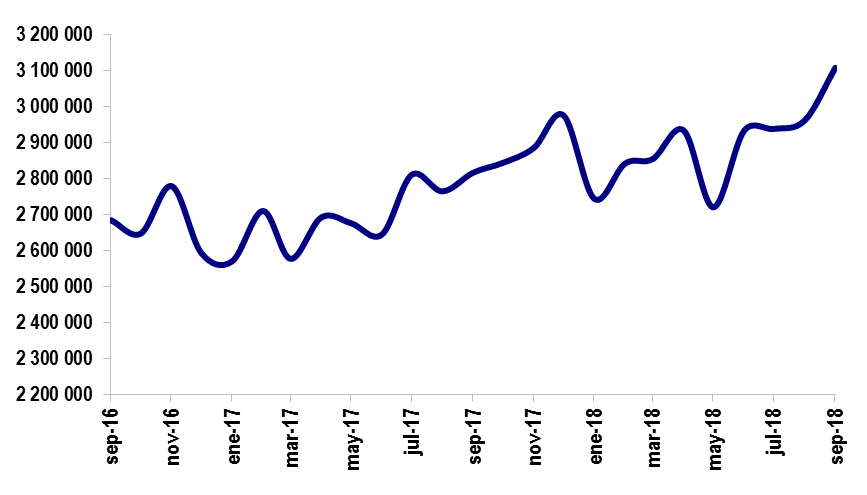 3 200 000
3 100 000
3 000 000
2 900 000
2 800 000
2 700 000
2 600 000
2 500 000
2 400 000
2 300 000
2 200 000
sep-16
nov-16
ene-17
mar-17
may-17
jul-17
sep-17
nov-17
ene-18
mar-18
may-18
jul-18
sep-18